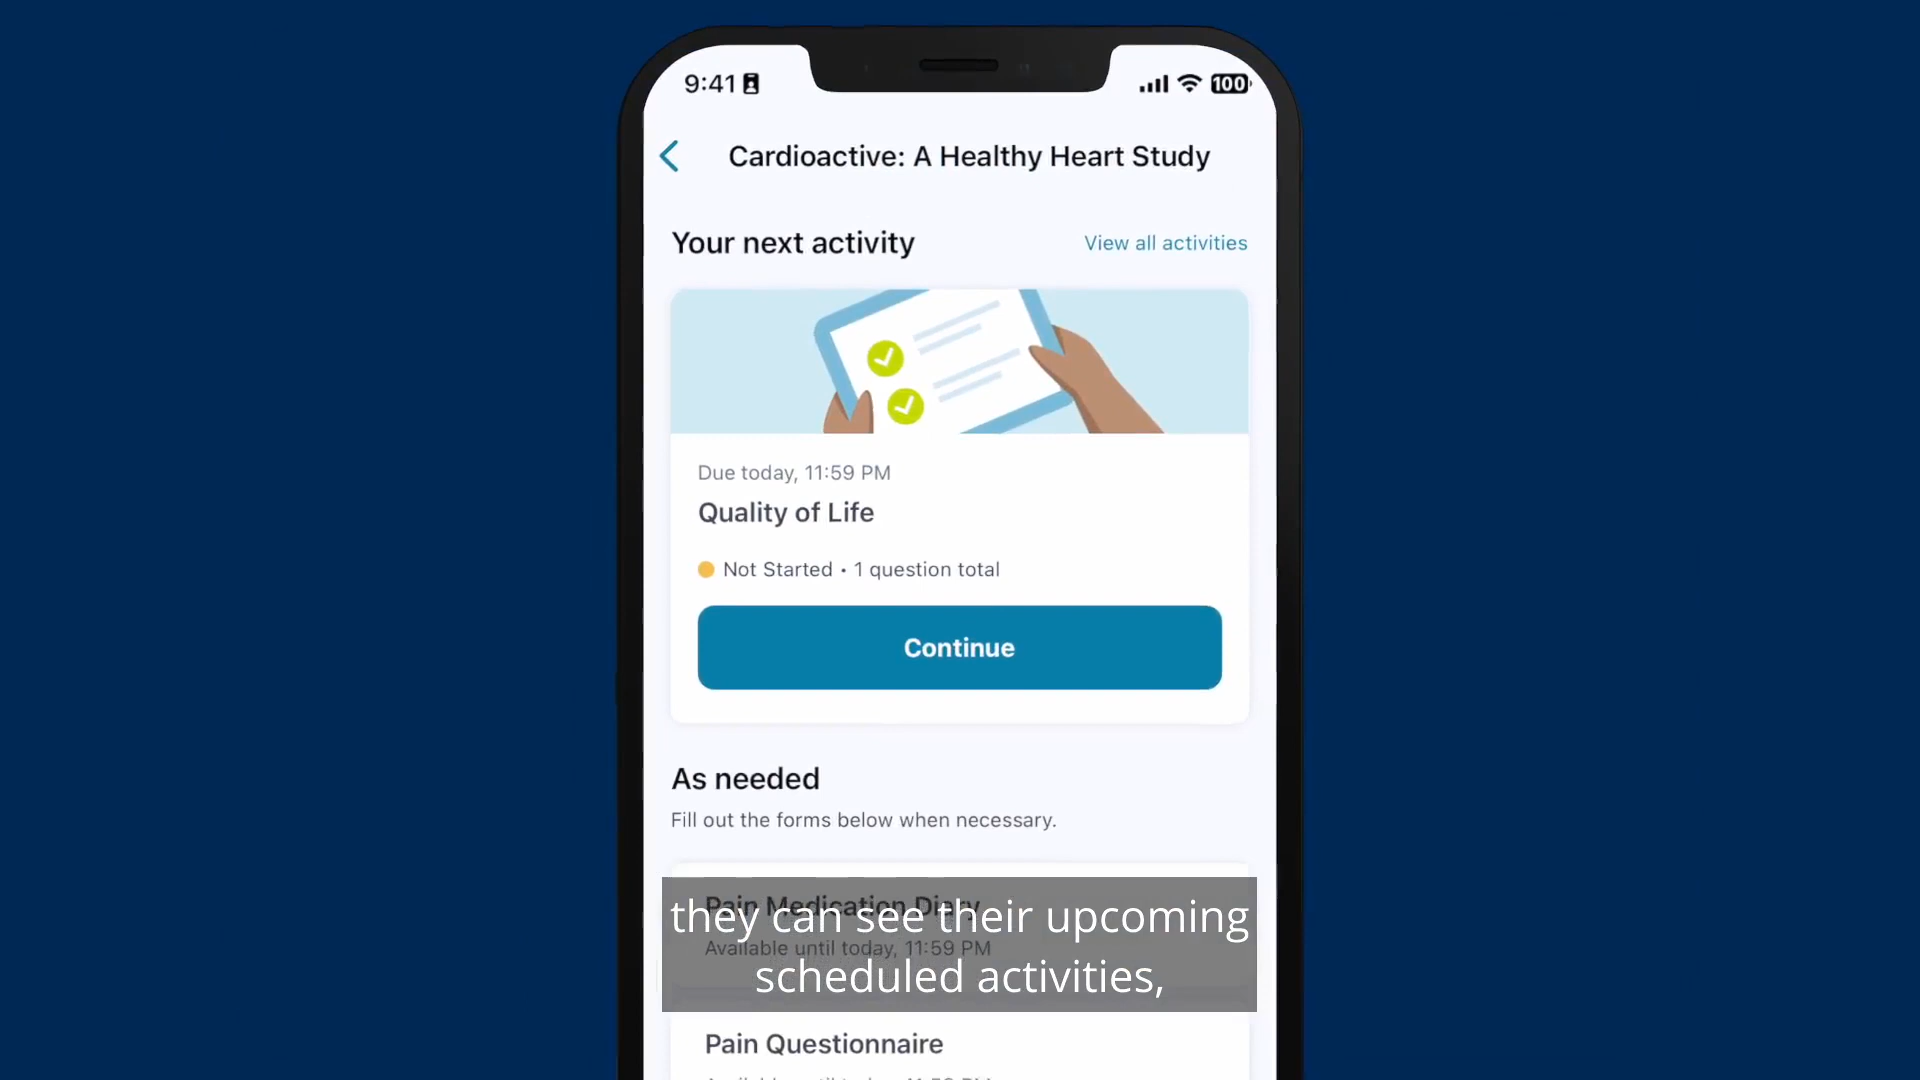 9:41
100
Cardioactive: A Healthy Heart Study
Your next activity
View all activities
Due today, 11:59 PM
Quality of Life
Not Started • 1 question total
Continue
As needed
Fill out the forms below when necessary.
Pain Medication Diary
Available until today, 11:59 PM
they can see their upcoming
scheduled activities,
Pain Questionnaire